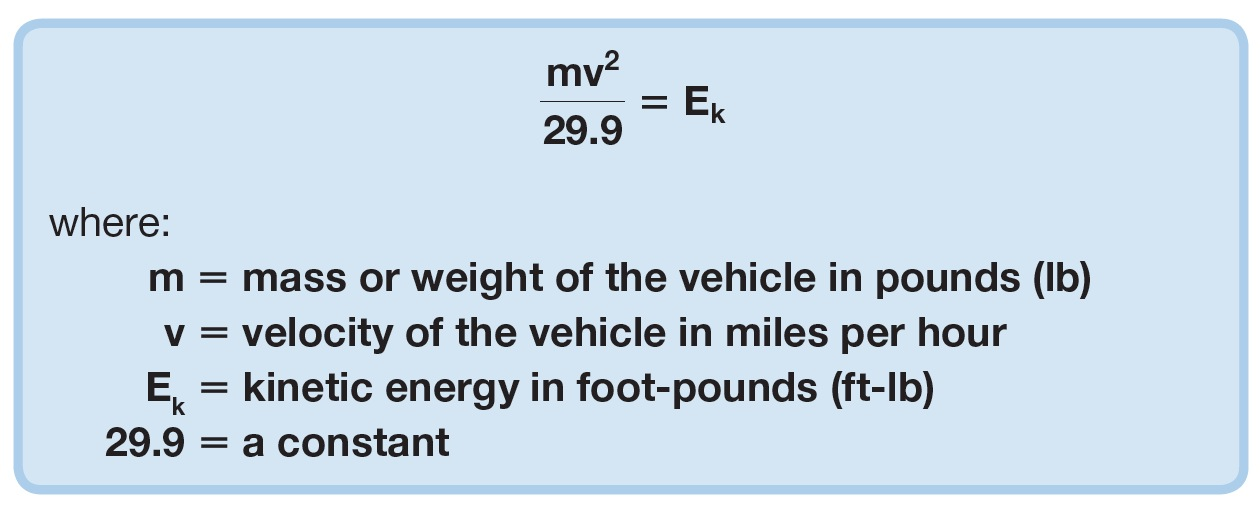 mv²
29.9 = Eₖ
where:
m = mass or weight of the vehicle in pounds (lb)
v = velocity of the vehicle in miles per hour
Eₖ = kinetic energy in foot-pounds (ft-lb)
29.9 = a constant